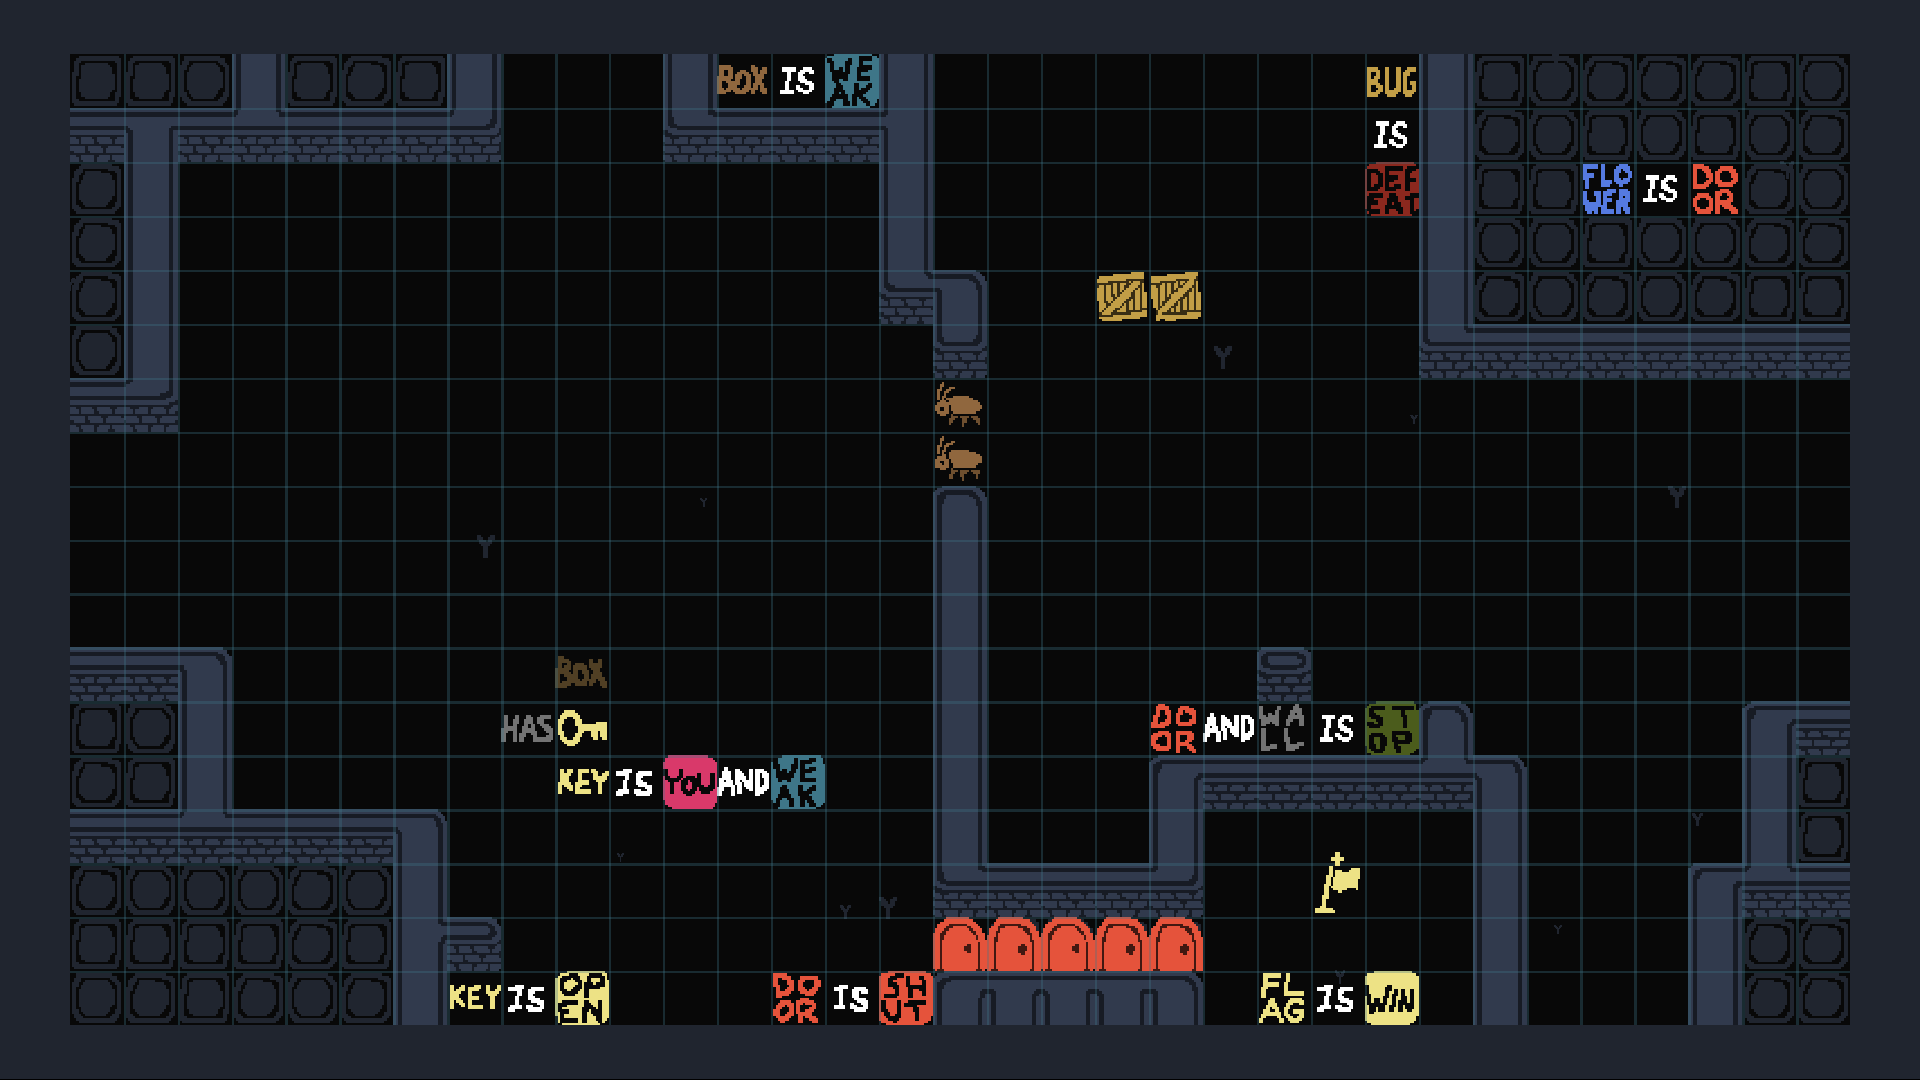 BOX IS WEAK
BUG
IS
DEFEAT
FLOWER IS DOOR
BOX
HAS
DOOR AND WALL IS STOP
KEY IS YOU AND WEAK
KEY IS OPEN
DOOR IS SHUT
FLAG IS WIN